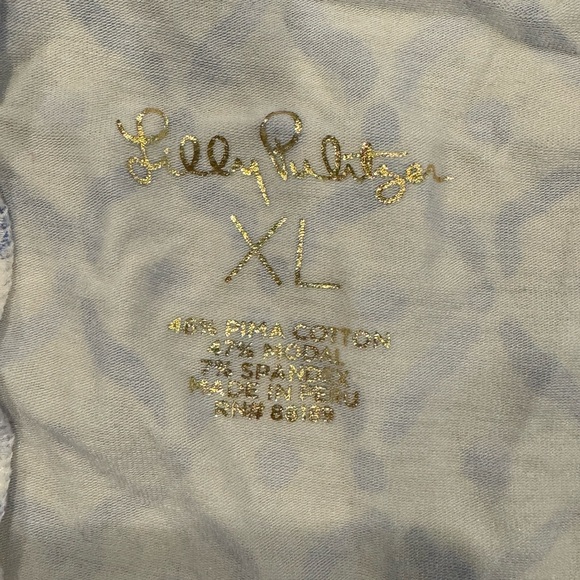 Lilly Pulitzer
XL
46% PIMA COTTON
47% MODAL
7% SPANDEX
MADE IN PERU
RN#